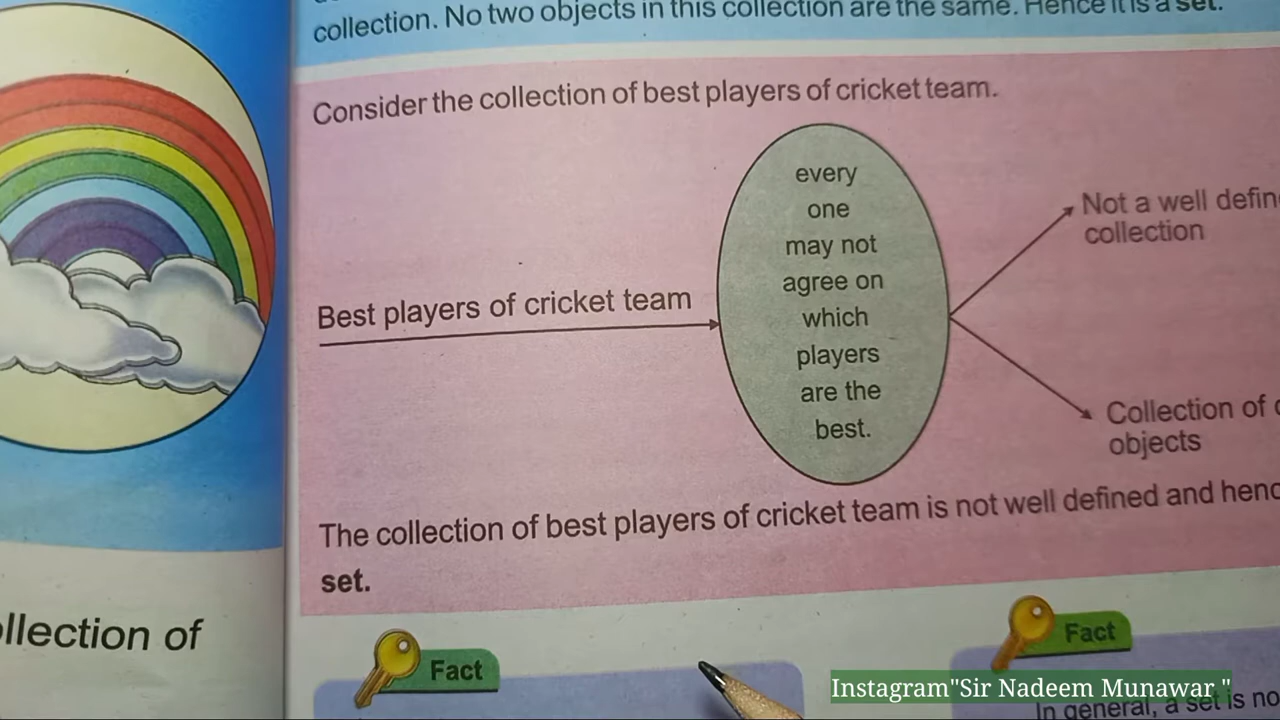 collection. No two objects in this collection are the same. Hence it is a set.
Consider the collection of best players of cricket team.
every
one
may not
agree on
which
players
are the
best.
Best players of cricket team
Not a well defin
collection
Collection of
objects
The collection of best players of cricket team is not well defined and henc
set.
llection of
Fact
Fact
In general, a set is no
Instagram"Sir Nadeem Munawar "